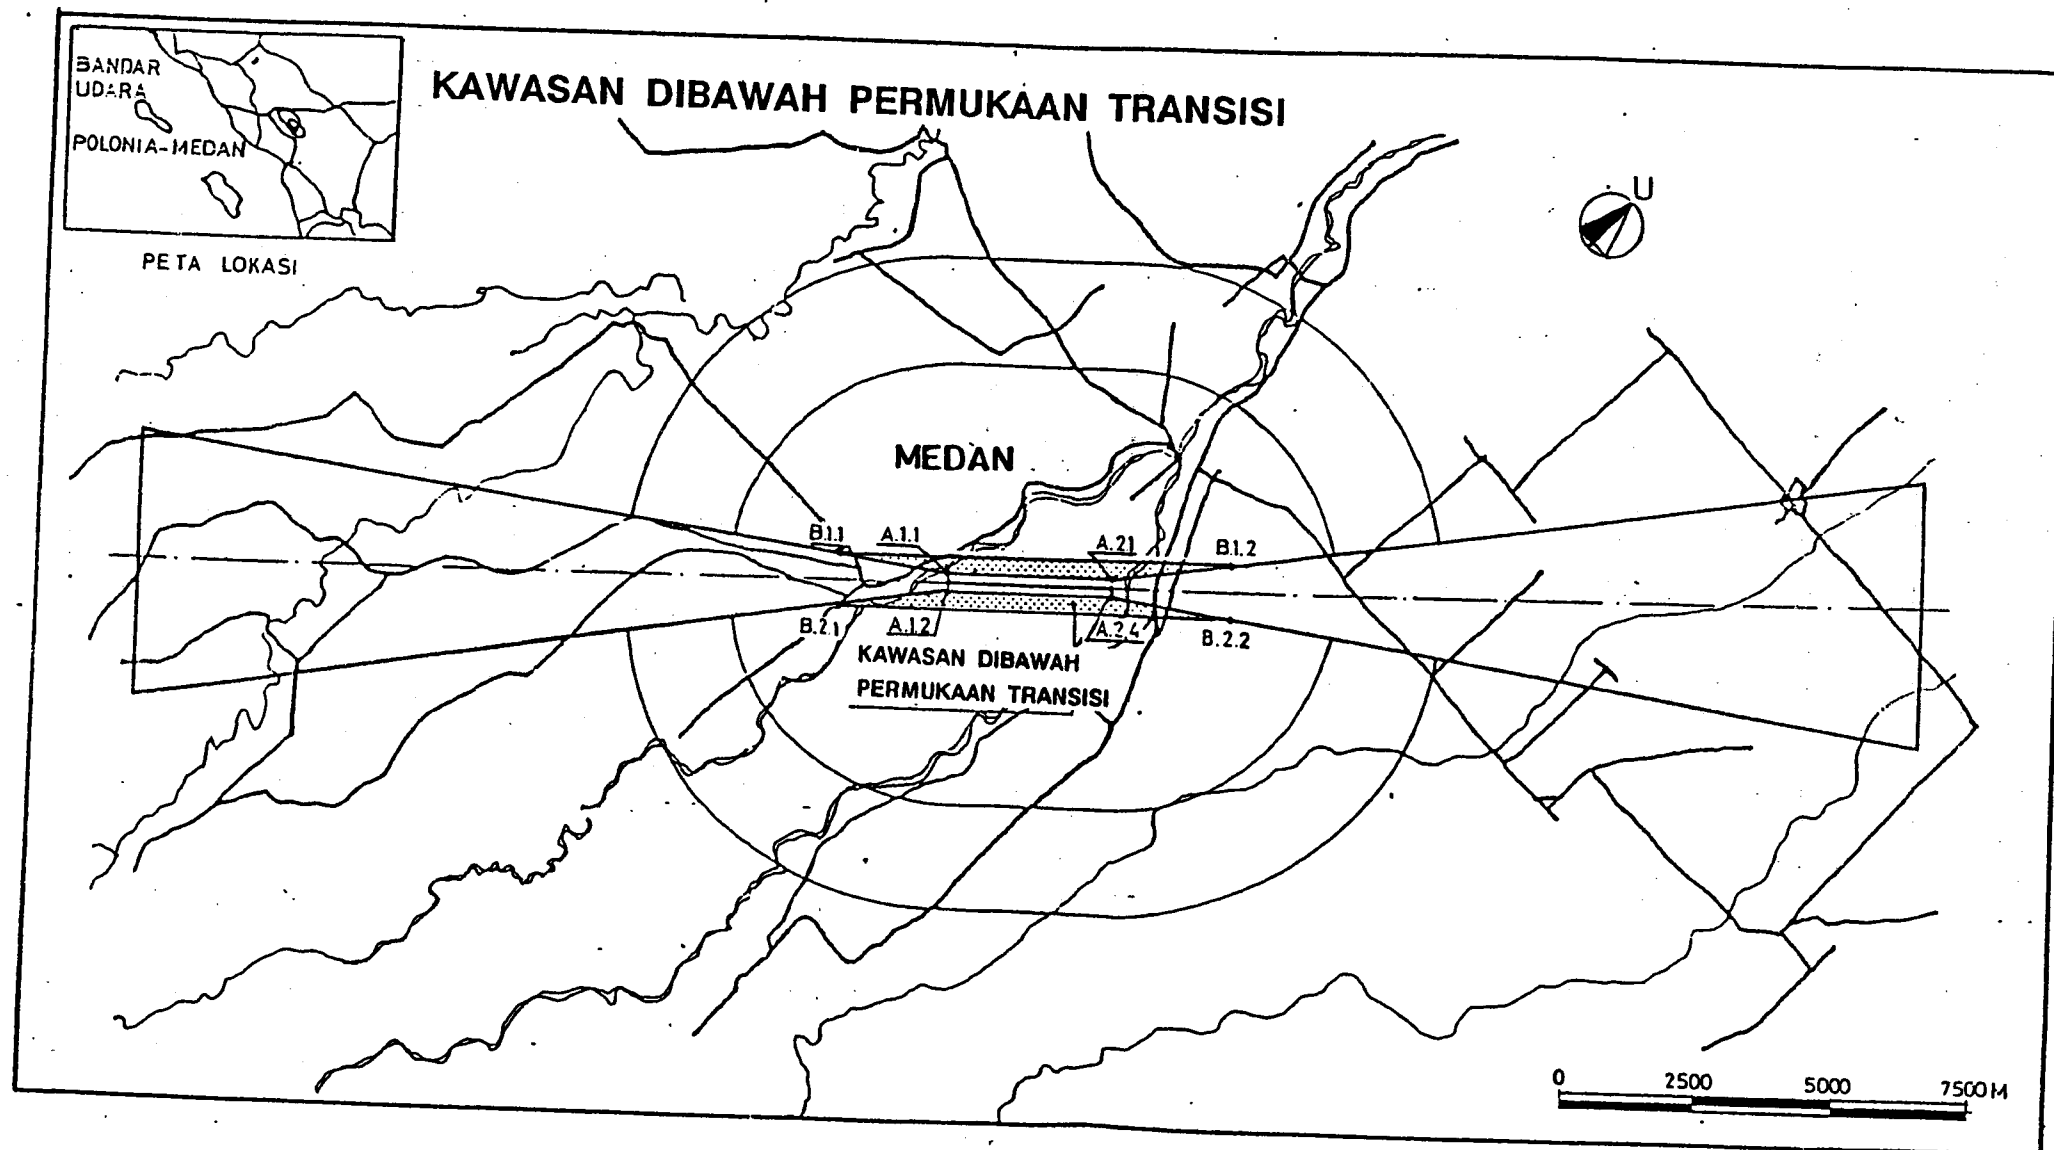 BANDAR
UDARA
POLONIA-MEDAN
PETA LOKASI
KAWASAN DIBAWAH PERMUKAAN TRANSISI
U
MEDAN
B.1.1
A.1.1
A.2.1
B.1.2
B.2.1
A.1.2
A.2.4
B.2.2
KAWASAN DIBAWAH
PERMUKAAN TRANSISI
0 2500 5000 7500 M